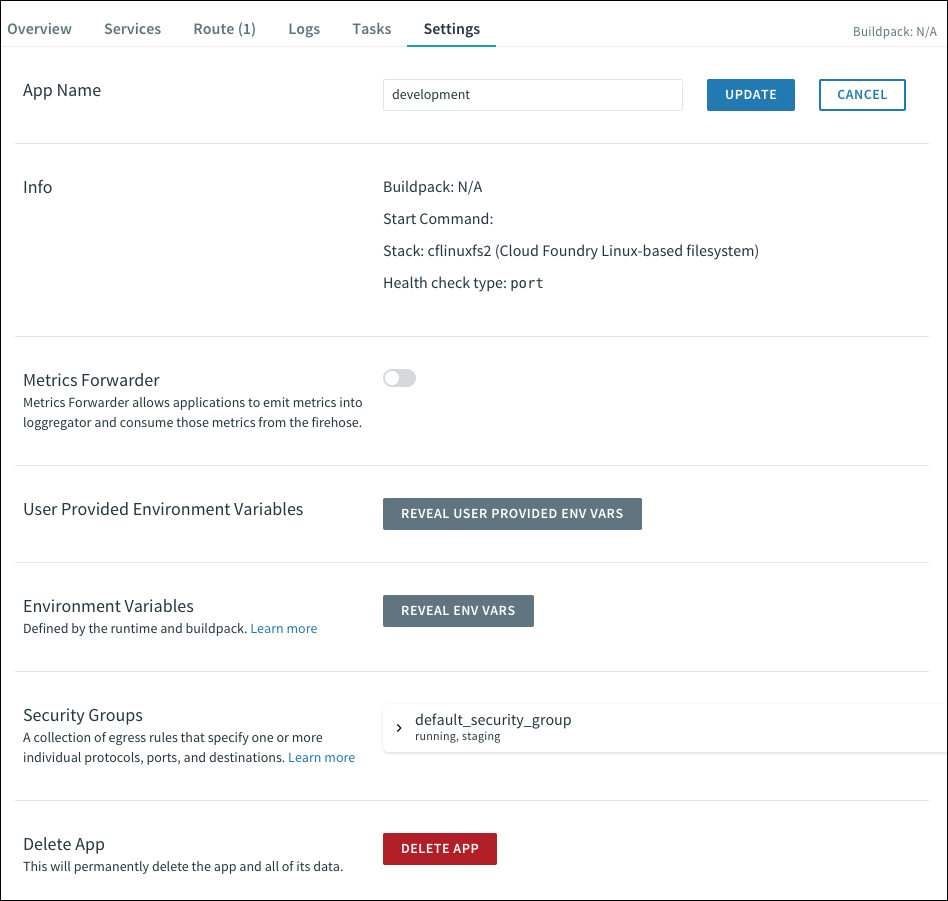 Overview Services Route (1) Logs Tasks Settings Buildpack: N/A
App Name development UPDATE CANCEL
Info Buildpack: N/A
Start Command:
Stack: cflinuxfs2 (Cloud Foundry Linux-based filesystem)
Health check type: port
Metrics Forwarder
Metrics Forwarder allows applications to emit metrics into
loggregator and consume those metrics from the firehose.
User Provided Environment Variables REVEAL USER PROVIDED ENV VARS
Environment Variables REVEAL ENV VARS
Defined by the runtime and buildpack. Learn more
Security Groups default_security_group
A collection of egress rules that specify one or more running, staging
individual protocols, ports, and destinations. Learn more
Delete App DELETE APP
This will permanently delete the app and all of its data.